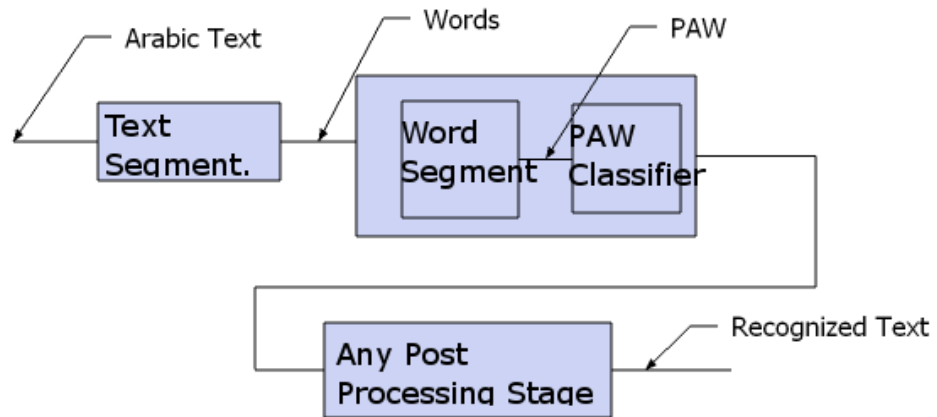 Arabic Text
Words
PAW
Text
Segment.
Word
Segment
PAW
Classifier
Any Post
Processing Stage
Recognized Text